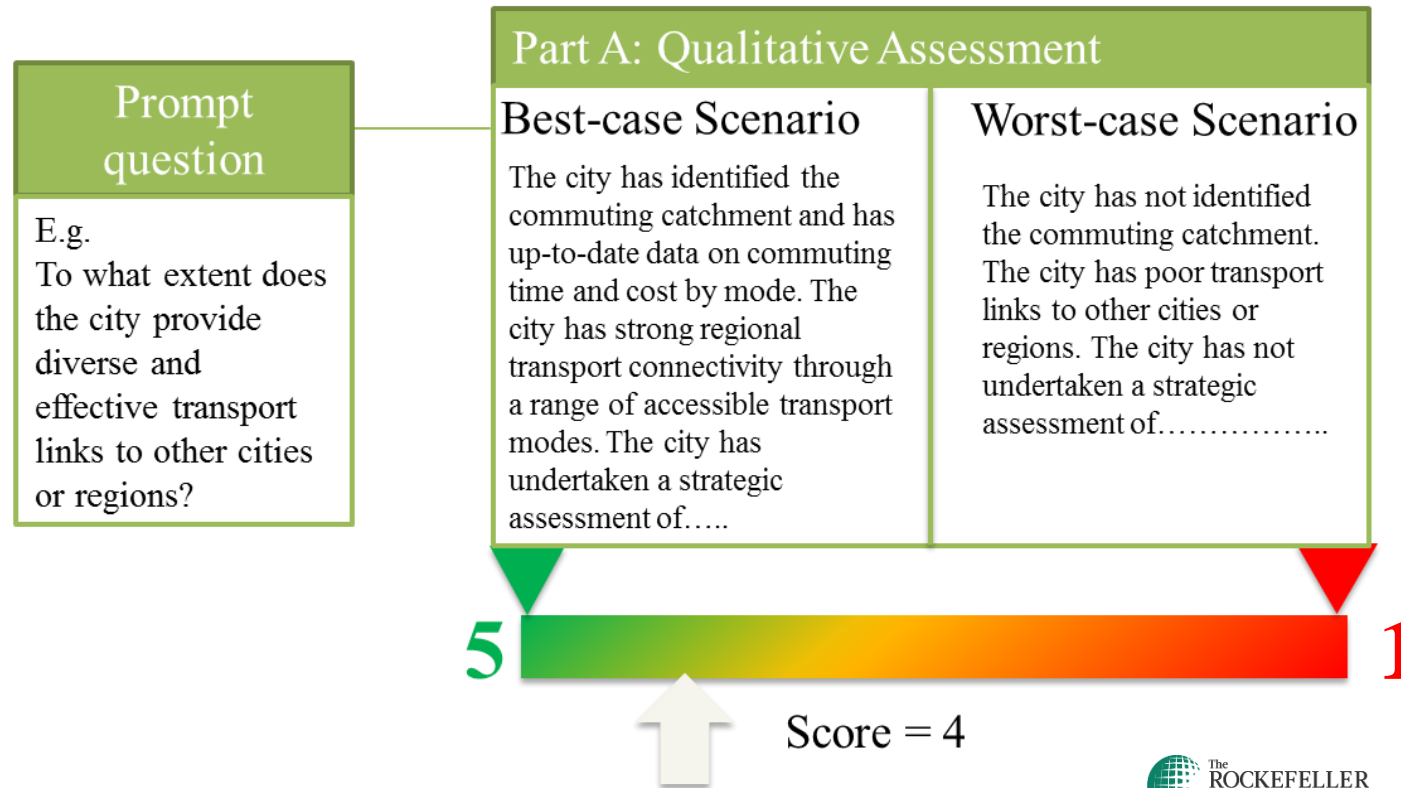 Prompt
question
E.g.
To what extent does
the city provide
diverse and
effective transport
links to other cities
or regions?
Part A: Qualitative Assessment
Best-case Scenario
The city has identified the
commuting catchment and has
up-to-date data on commuting
time and cost by mode. The
city has strong regional
transport connectivity through
a range of accessible transport
modes. The city has
undertaken a strategic
assessment of…..
Worst-case Scenario
The city has not identified
the commuting catchment.
The city has poor transport
links to other cities or
regions. The city has not
undertaken a strategic
assessment of……………..
5
1
Score = 4
The
ROCKEFELLER